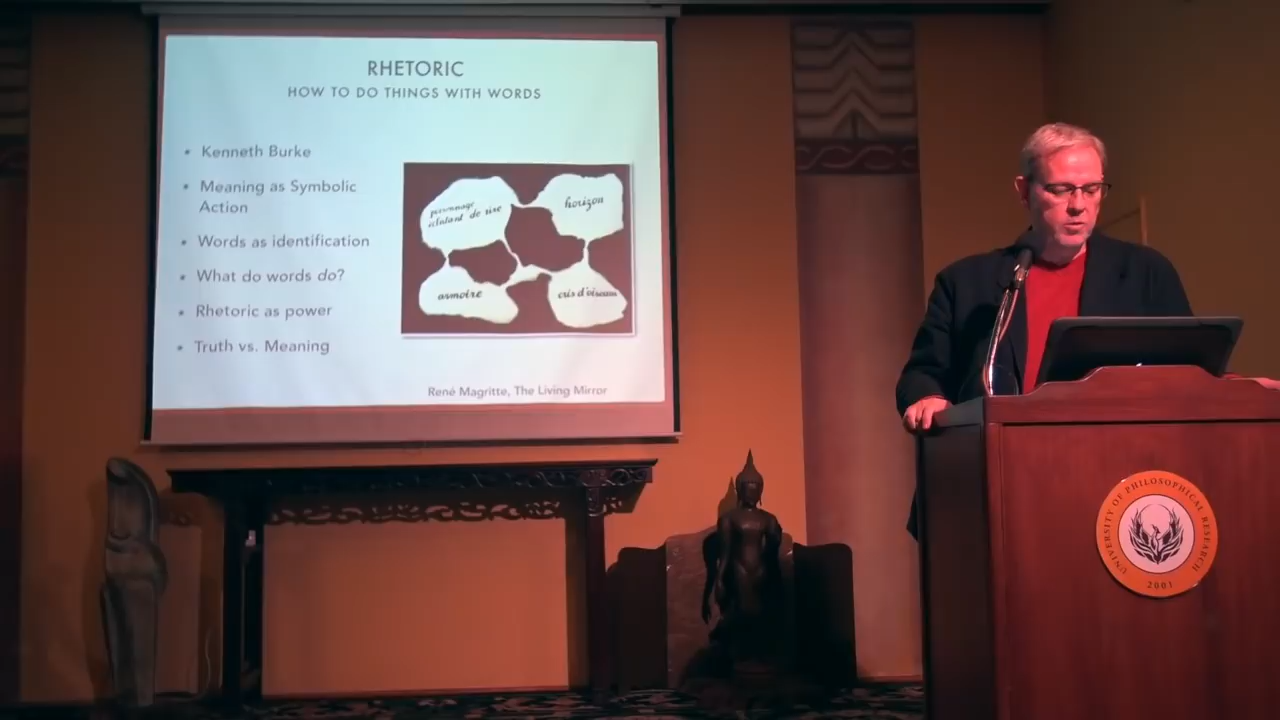 RHETORIC
HOW TO DO THINGS WITH WORDS
• Kenneth Burke
• Meaning as Symbolic
Action
• Words as identification
• What do words do?
• Rhetoric as power
• Truth vs. Meaning
personnage
éclatant de rire
horizon
armoire
cris d'oiseaux
René Magritte, The Living Mirror
UNIVERSITY OF PHILOSOPHICAL RESEARCH
2001